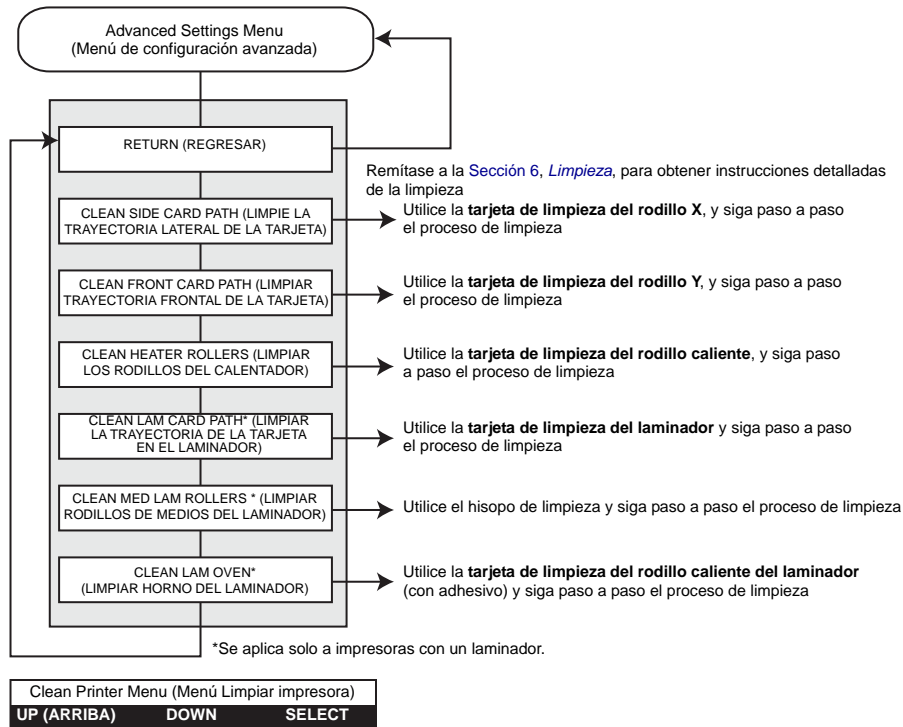 Advanced Settings Menu
(Menú de configuración avanzada)
RETURN (REGRESAR)
Remítase a la Sección 6, Limpieza, para obtener instrucciones detalladas
de la limpieza
CLEAN SIDE CARD PATH (LIMPIE LA
TRAYECTORIA LATERAL DE LA TARJETA)
Utilice la tarjeta de limpieza del rodillo X, y siga paso a paso
el proceso de limpieza
CLEAN FRONT CARD PATH (LIMPIAR
TRAYECTORIA FRONTAL DE LA TARJETA)
Utilice la tarjeta de limpieza del rodillo Y, y siga paso a paso
el proceso de limpieza
CLEAN HEATER ROLLERS (LIMPIAR
LOS RODILLOS DEL CALENTADOR)
Utilice la tarjeta de limpieza del rodillo caliente, y siga paso
a paso el proceso de limpieza
CLEAN LAM CARD PATH* (LIMPIAR
LA TRAYECTORIA DE LA TARJETA
EN EL LAMINADOR)
Utilice la tarjeta de limpieza del laminador y siga paso a paso
el proceso de limpieza
CLEAN MED LAM ROLLERS * (LIMPIAR
RODILLOS DE MEDIOS DEL LAMINADOR)
Utilice el hisopo de limpieza y siga paso a paso el proceso de limpieza
CLEAN LAM OVEN*
(LIMPIAR HORNO DEL LAMINADOR)
Utilice la tarjeta de limpieza del rodillo caliente del laminador
(con adhesivo) y siga paso a paso el proceso de limpieza
*Se aplica solo a impresoras con un laminador.
Clean Printer Menu (Menú Limpiar impresora)
UP (ARRIBA) DOWN SELECT